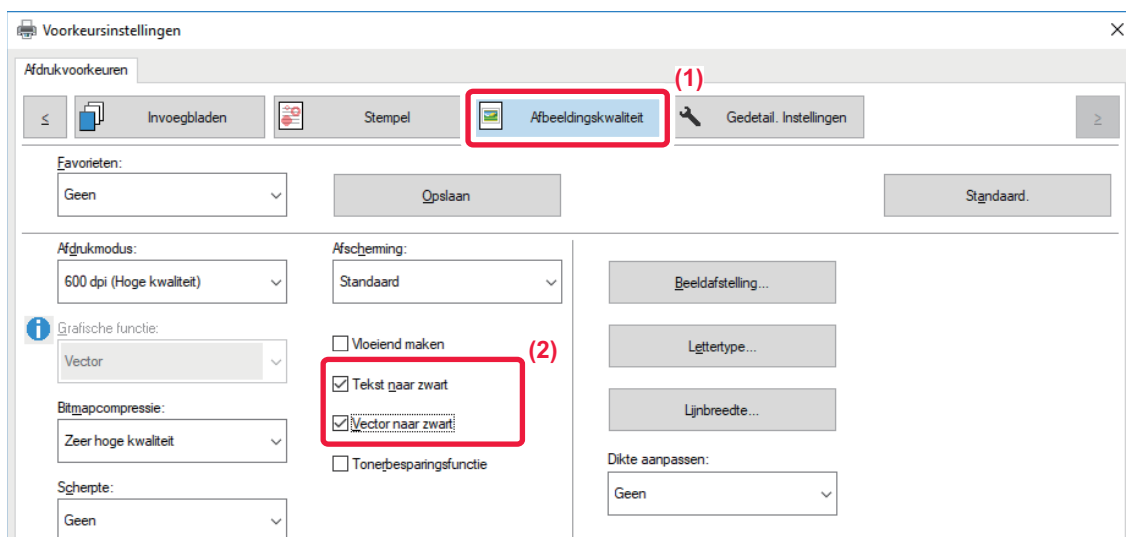 Voorkeursinstellingen
Afdrukvoorkeuren
(1)
< Invoegbladen Stempel Afbeeldingskwaliteit Gedetail. Instellingen >
Favorieten:
Geen Opslaan Standaard.
Afdrukmodus: Afscherming:
600 dpi (Hoge kwaliteit) Standaard Beeldafstelling...
Grafische functie:
Vector Vloeiend maken (2) Lettertype...
Tekst naar zwart
Bitmapcompressie: Vector naar zwart Lijnbreedte...
Zeer hoge kwaliteit
Tonerbesparingsfunctie Dikte aanpassen:
Scherpte:
Geen Geen